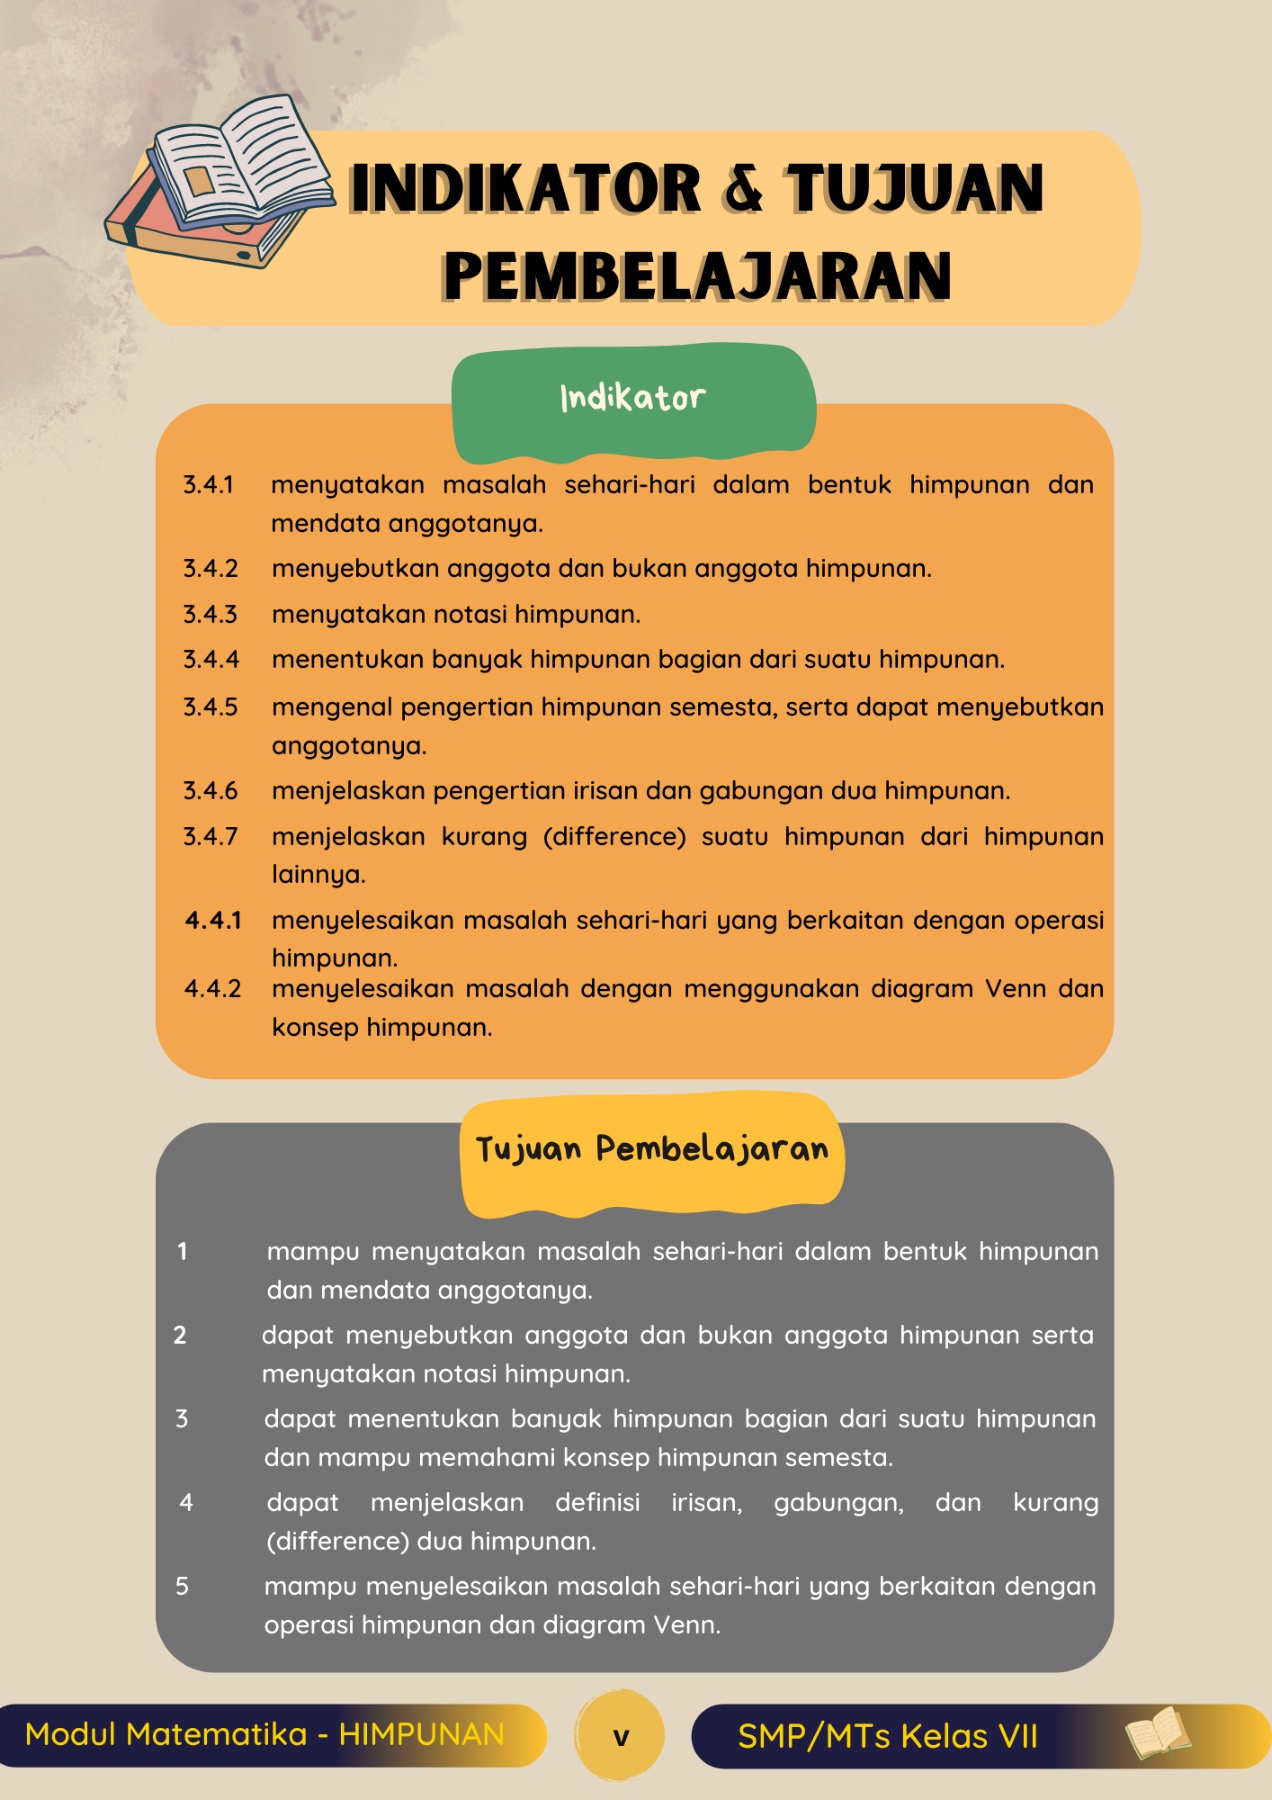 INDIKATOR & TUJUAN
PEMBELAJARAN
Indikator
3.4.1 menyatakan masalah sehari-hari dalam bentuk himpunan dan
mendata anggotanya.
3.4.2 menyebutkan anggota dan bukan anggota himpunan.
3.4.3 menyatakan notasi himpunan.
3.4.4 menentukan banyak himpunan bagian dari suatu himpunan.
3.4.5 mengenal pengertian himpunan semesta, serta dapat menyebutkan
anggotanya.
3.4.6 menjelaskan pengertian irisan dan gabungan dua himpunan.
3.4.7 menjelaskan kurang (difference) suatu himpunan dari himpunan
lainnya.
4.4.1 menyelesaikan masalah sehari-hari yang berkaitan dengan operasi
himpunan.
4.4.2 menyelesaikan masalah dengan menggunakan diagram Venn dan
konsep himpunan.
Tujuan Pembelajaran
1 mampu menyatakan masalah sehari-hari dalam bentuk himpunan
dan mendata anggotanya.
2 dapat menyebutkan anggota dan bukan anggota himpunan serta
menyatakan notasi himpunan.
3 dapat menentukan banyak himpunan bagian dari suatu himpunan
dan mampu memahami konsep himpunan semesta.
4 dapat menjelaskan definisi irisan, gabungan, dan kurang
(difference) dua himpunan.
5 mampu menyelesaikan masalah sehari-hari yang berkaitan dengan
operasi himpunan dan diagram Venn.
Modul Matematika - HIMPUNAN
v
SMP/MTs Kelas VII